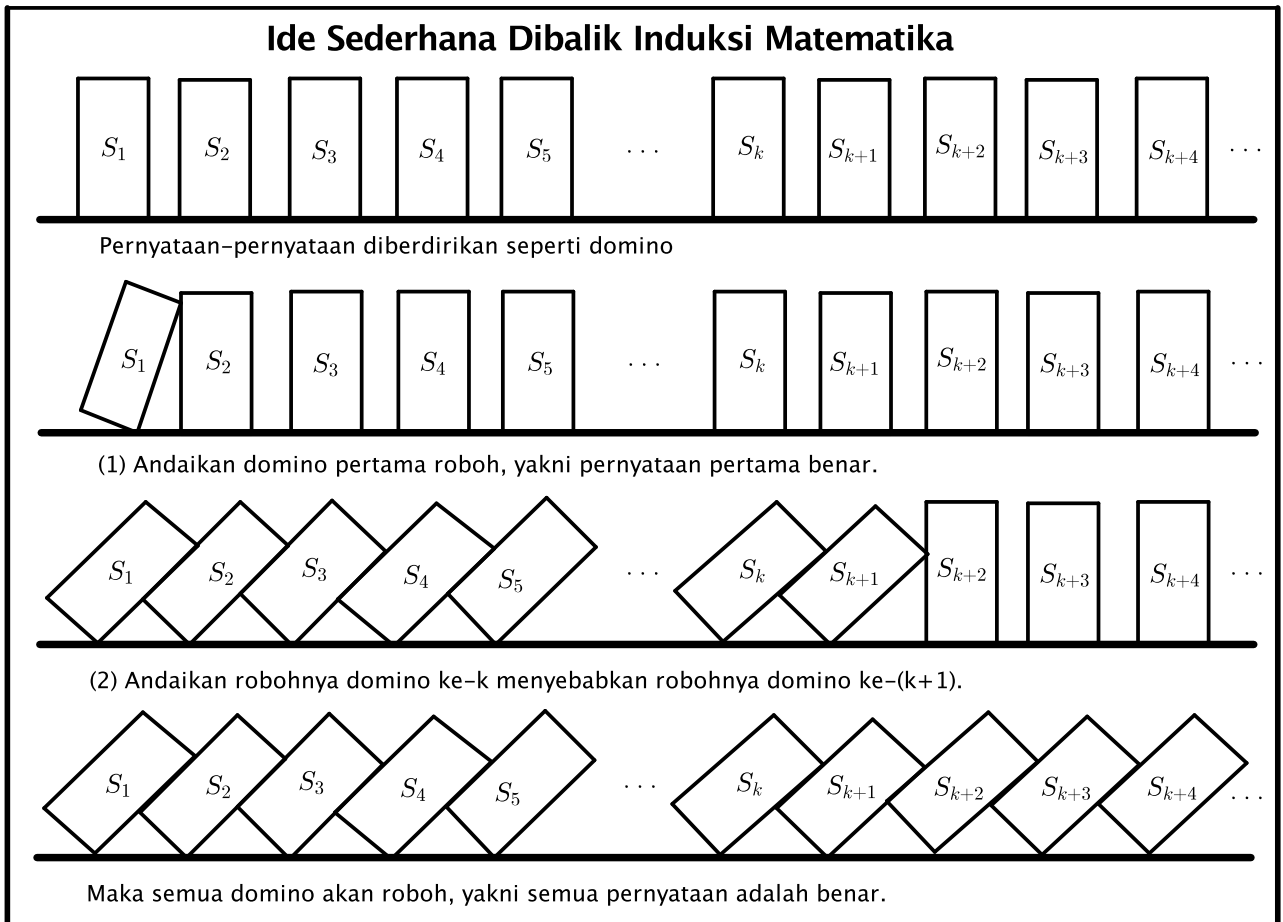 Ide Sederhana Dibalik Induksi Matematika
S₁ S₂ S₃ S₄ S₅ ... Sₖ Sₖ₊₁ Sₖ₊₂ Sₖ₊₃ Sₖ₊₄ ...
Pernyataan-pernyataan diberdirikan seperti domino
S₁ S₂ S₃ S₄ S₅ ... Sₖ Sₖ₊₁ Sₖ₊₂ Sₖ₊₃ Sₖ₊₄ ...
(1) Andaikan domino pertama roboh, yakni pernyataan pertama benar.
S₁ S₂ S₃ S₄ S₅ ... Sₖ Sₖ₊₁ Sₖ₊₂ Sₖ₊₃ Sₖ₊₄ ...
(2) Andaikan robohnya domino ke-k menyebabkan robohnya domino ke-(k+1).
S₁ S₂ S₃ S₄ S₅ ... Sₖ Sₖ₊₁ Sₖ₊₂ Sₖ₊₃ Sₖ₊₄ ...
Maka semua domino akan roboh, yakni semua pernyataan adalah benar.